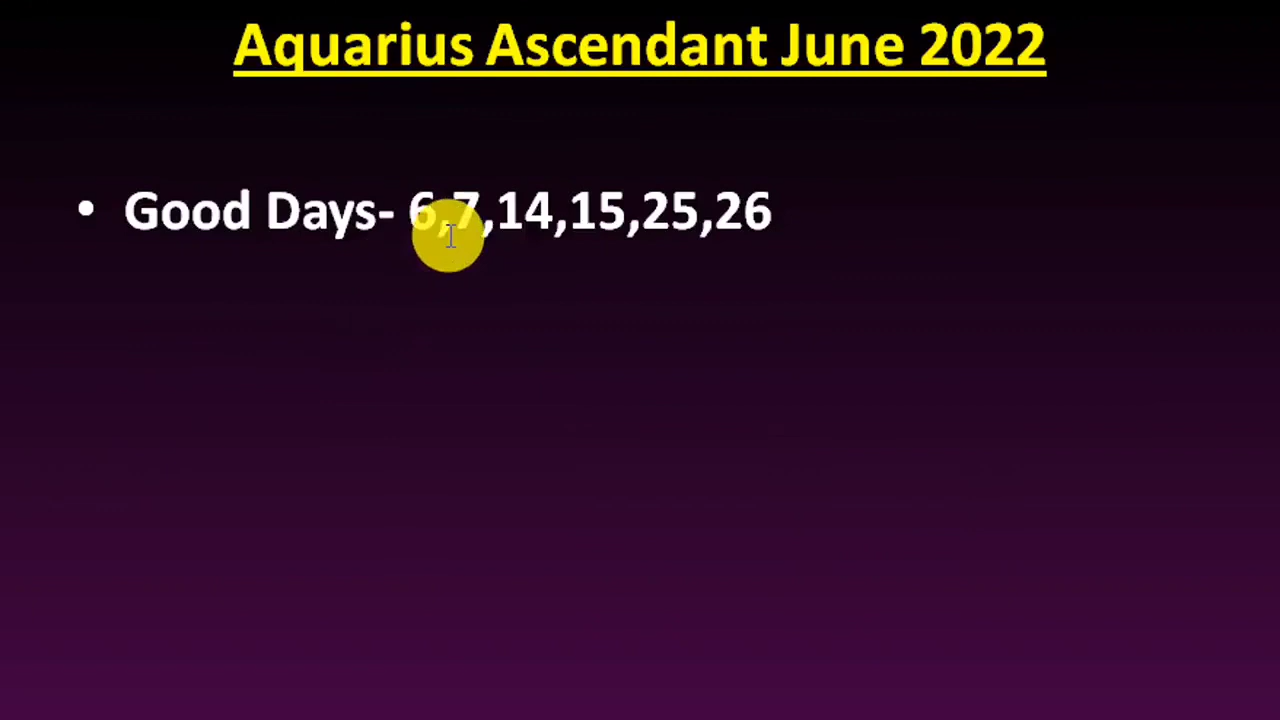 Aquarius Ascendant June 2022
• Good Days- 6,7,14,15,25,26